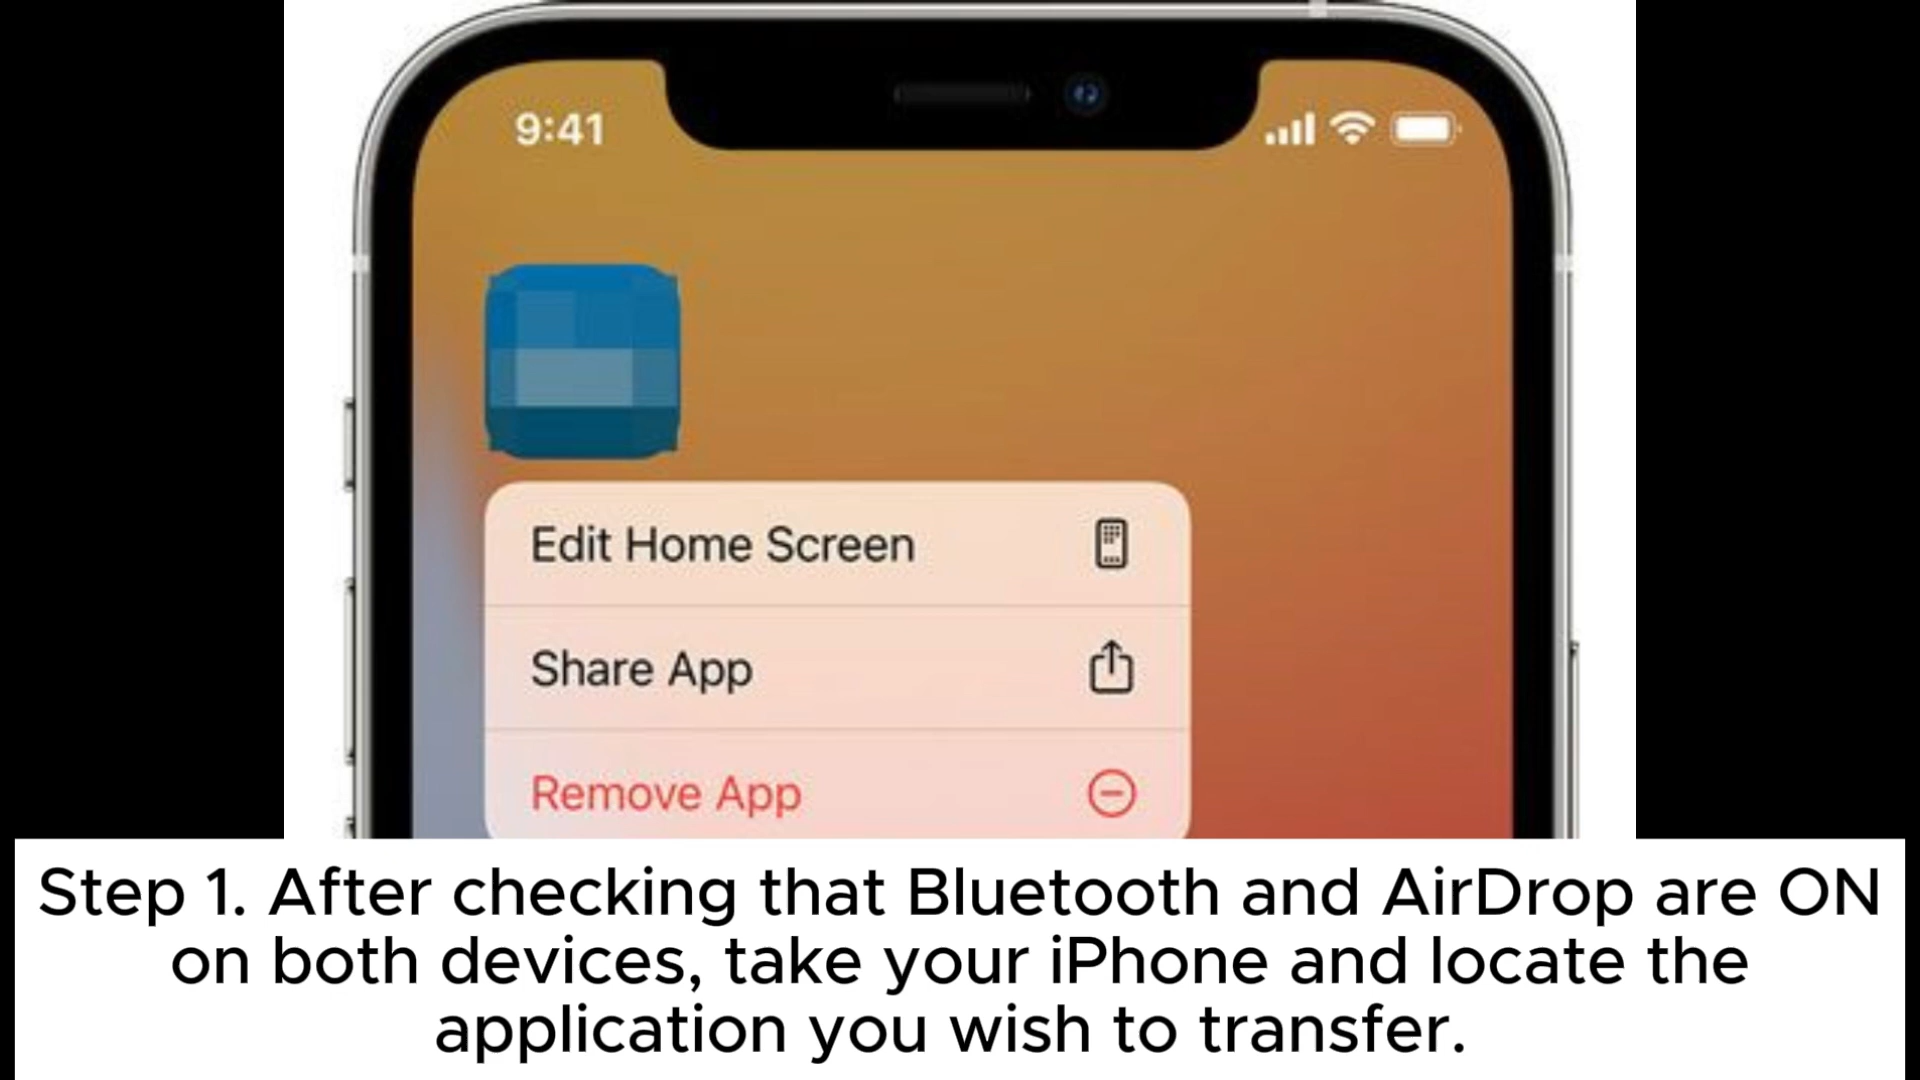 9:41
Edit Home Screen
Share App
Remove App
Step 1. After checking that Bluetooth and AirDrop are ON
on both devices, take your iPhone and locate the
application you wish to transfer.